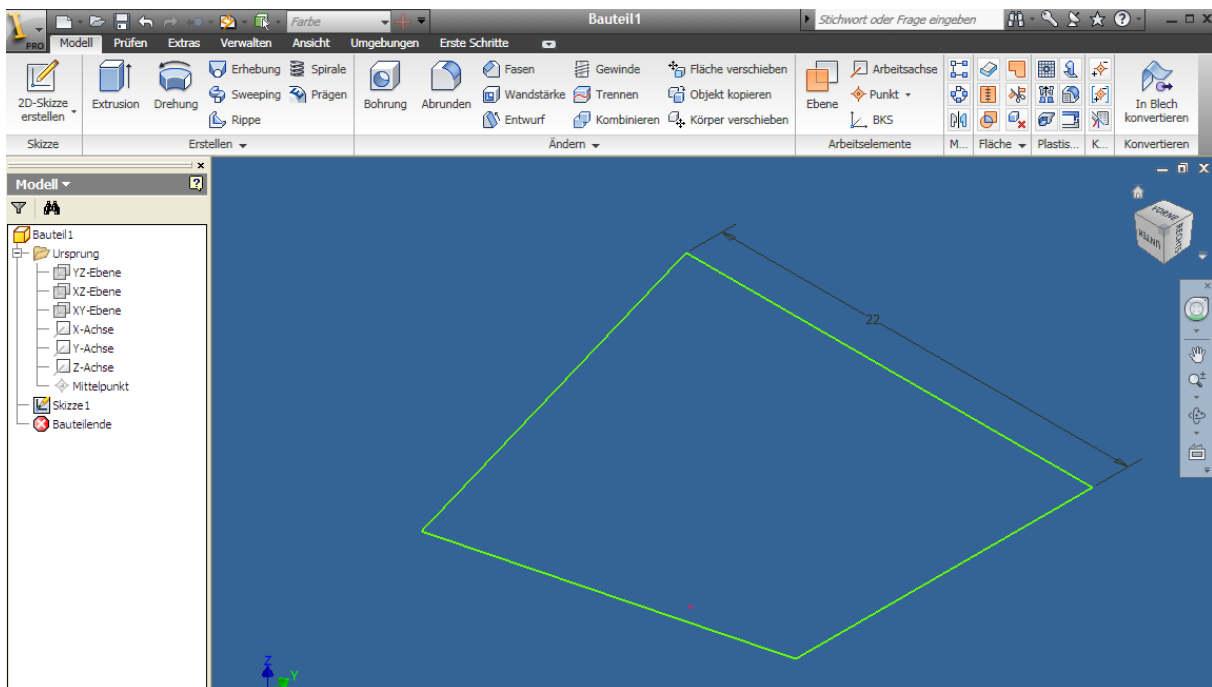 Farbe
Bauteil1
Stichwort oder Frage eingeben
PRO
Modell Prüfen Extras Verwalten Ansicht Umgebungen Erste Schritte
2D-Skizze
erstellen
Extrusion
Drehung
Erhebung
Sweeping
Rippe
Spirale
Prägen
Bohrung
Abrunden
Fasen
Wandstärke
Entwurf
Gewinde
Trennen
Kombinieren
Fläche verschieben
Objekt kopieren
Körper verschieben
Ebene
Arbeitsachse
Punkt
BKS
In Blech
konvertieren
Skizze Erstellen Ändern Arbeitselemente M... Fläche Plastis... K... Konvertieren
Modell
Bauteil1
Ursprung
YZ-Ebene
XZ-Ebene
XY-Ebene
X-Achse
Y-Achse
Z-Achse
Mittelpunkt
Skizze1
Bauteilende
22
VORNE
RECHTS
UNTEN
Z
Y